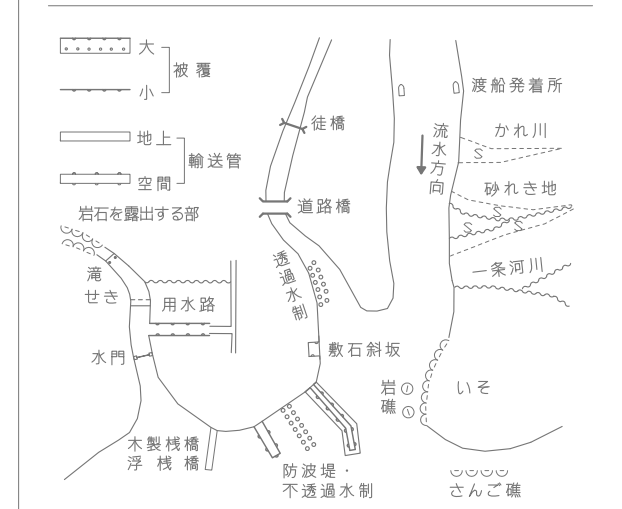 大
被覆
小
地上
輸送管
空間
岩石を露出する部
滝
せき
用水路
水門
木製桟橋
浮桟橋
徒橋
道路橋
透過水制
敷石斜坂
防波堤・
不透過水制
渡船発着所
流水方向
かれ川
S
砂れき地
S
S
一条河川
岩礁
いそ
さんご礁